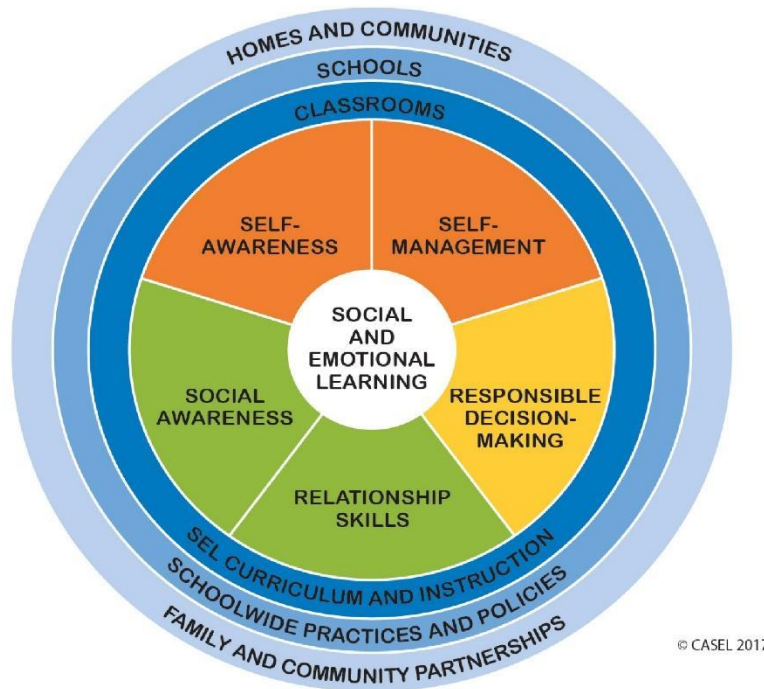 HOMES AND COMMUNITIES
SCHOOLS
CLASSROOMS
SELF-
AWARENESS
SELF-
MANAGEMENT
SOCIAL
AND
EMOTIONAL
LEARNING
SOCIAL
AWARENESS
RESPONSIBLE
DECISION-
MAKING
RELATIONSHIP
SKILLS
SEL CURRICULUM AND INSTRUCTION
SCHOOLWIDE PRACTICES AND POLICIES
FAMILY AND COMMUNITY PARTNERSHIPS
© CASEL 2017